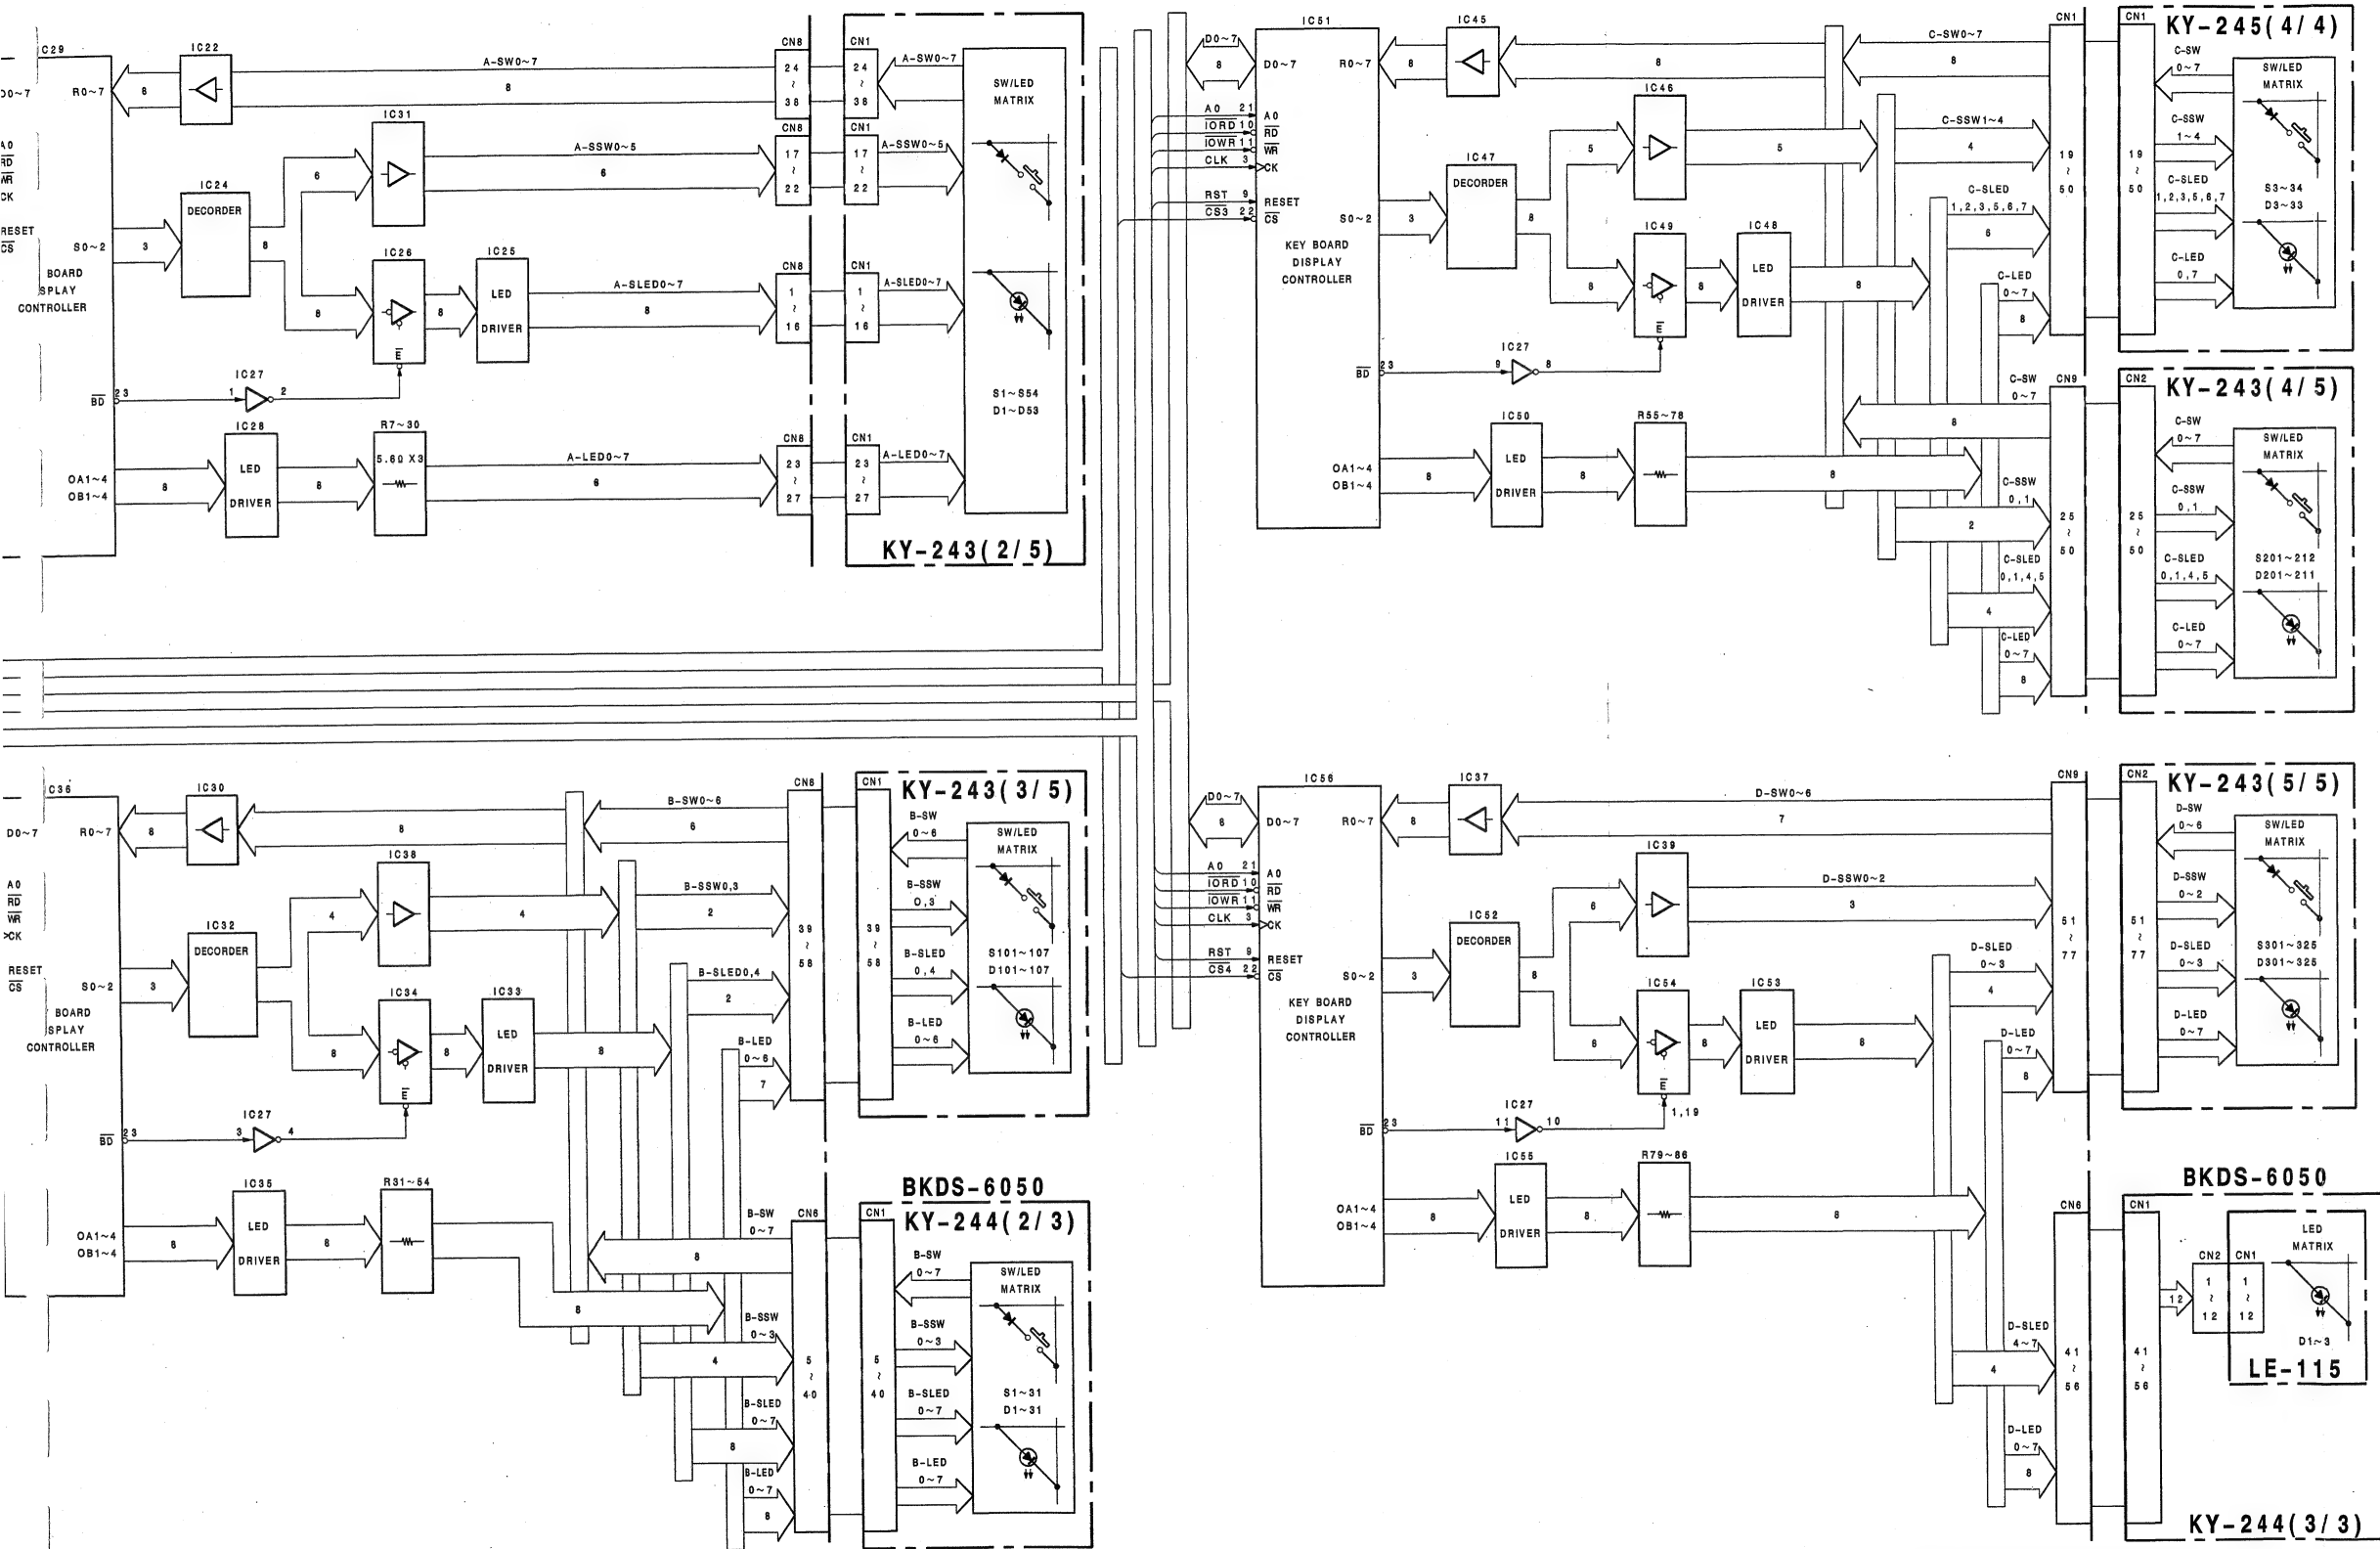 C29
D0~7
R0~7
8
IC22
A-SW0~7
8
CN8
24
~
38
CN1
24
~
38
A-SW0~7
SW/LED
MATRIX
A0
RD
WR
CK
RESET
CS
BOARD
SPLAY
CONTROLLER
S0~2
3
IC24
DECORDER
8
6
IC31
A-SSW0~5
6
CN8
17
~
22
CN1
17
~
22
A-SSW0~5
8
IC26
E
8
IC25
LED
DRIVER
A-SLED0~7
8
CN8
1
~
16
CN1
1
~
16
A-SLED0~7
S1~S54
D1~D53
BD
23
1
IC27
2
OA1~4
OB1~4
8
IC28
LED
DRIVER
8
R7~30
5.6Ω X3
A-LED0~7
6
CN8
23
~
27
CN1
23
~
27
A-LED0~7
KY-243(2/5)
D0~7
8
IC51
D0~7
R0~7
8
IC45
8
C-SW0~7
8
CN1
19
~
50
CN1
19
~
50
KY-245(4/4)
C-SW
0~7
SW/LED
MATRIX
C-SSW
1~4
C-SLED
1,2,3,5,6,7
C-LED
0,7
S3~34
D3~33
A0 21
A0
IORD 10
RD
IOWR 11
WR
CLK 3
CK
RST 9
RESET
CS3 22
CS
KEY BOARD
DISPLAY
CONTROLLER
S0~2
3
IC47
DECORDER
8
5
IC46
5
C-SSW1~4
4
8
IC49
E
8
IC48
LED
DRIVER
8
C-SLED
1,2,3,5,6,7
6
C-LED
0~7
8
BD
23
9
IC27
8
OA1~4
OB1~4
8
IC50
LED
DRIVER
8
R55~78
8
C-SW
0~7
8
CN9
25
~
50
CN2
25
~
50
KY-243(4/5)
C-SW
0~7
SW/LED
MATRIX
C-SSW
0,1
C-SSW
0,1
2
C-SLED
0,1,4,5
4
C-SLED
0,1,4,5
S201~212
D201~211
C-LED
0~7
8
C-LED
0~7
C36
D0~7
R0~7
8
IC30
8
B-SW0~6
6
CN8
39
~
58
CN1
39
~
58
KY-243(3/5)
B-SW
0~6
SW/LED
MATRIX
B-SSW
0,3
B-SLED
0,4
B-LED
0~6
S101~107
D101~107
A0
RD
WR
CK
RESET
CS
BOARD
SPLAY
CONTROLLER
S0~2
3
IC32
DECORDER
8
4
IC38
4
B-SSW0,3
2
8
IC34
E
8
IC33
LED
DRIVER
8
B-SLED0,4
2
B-LED
0~6
7
BD
23
3
IC27
4
OA1~4
OB1~4
8
IC35
LED
DRIVER
8
R31~54
8
B-SW
0~7
8
B-SSW
0~3
4
B-SLED
0~7
8
B-LED
0~7
8
CN6
5
~
40
CN1
5
~
40
BKDS-6050
KY-244(2/3)
B-SW
0~7
SW/LED
MATRIX
B-SSW
0~3
B-SLED
0~7
B-LED
0~7
S1~31
D1~31
D0~7
8
IC56
D0~7
R0~7
8
IC37
D-SW0~6
7
CN9
51
~
77
CN2
51
~
77
KY-243(5/5)
D-SW
0~6
SW/LED
MATRIX
D-SSW
0~2
D-SLED
0~3
D-LED
0~7
S301~325
D301~325
A0 21
A0
IORD 10
RD
IOWR 11
WR
CLK 3
CK
RST 9
RESET
CS4 22
CS
KEY BOARD
DISPLAY
CONTROLLER
S0~2
3
IC52
DECORDER
8
6
IC39
D-SSW0~2
3
8
IC54
E
1,19
8
IC53
LED
DRIVER
8
D-SLED
0~3
4
D-LED
0~7
8
BD
23
11
IC27
10
OA1~4
OB1~4
8
IC55
LED
DRIVER
8
R79~86
8
D-SLED
4~7
4
D-LED
0~7
8
CN6
41
~
56
CN1
41
~
56
BKDS-6050
12
CN2
1
~
12
CN1
1
~
12
LED
MATRIX
D1~3
LE-115
KY-244(3/3)